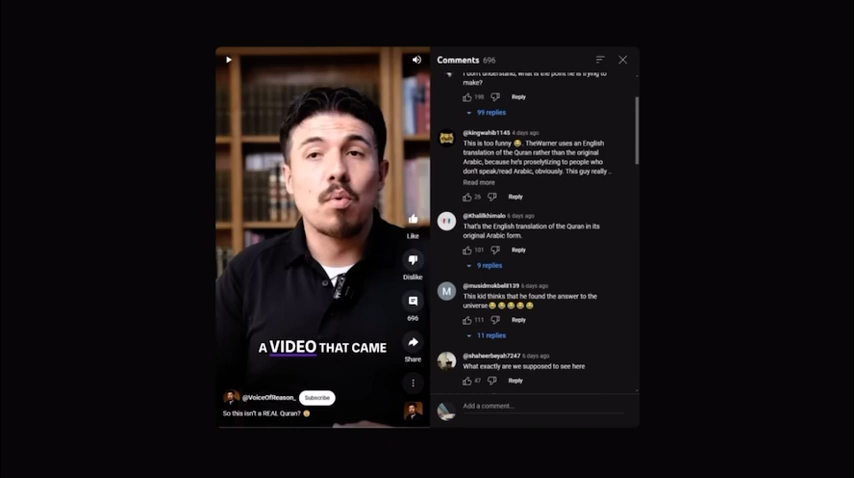 A VIDEO THAT CAME
Like
Dislike
696
Share
@VoiceOfReason_
Subscribe
So this isn't a REAL Quran? 🤨
Comments 696
I don't understand, what is the point he is trying to
make?
198
Reply
99 replies
@kingwahib1145 4 days ago
This is too funny 😂. TheWarner uses an English
translation of the Quran rather than the original
Arabic, because he's proselytizing to people who
don't speak/read Arabic, obviously. This guy really ..
Read more
25
Reply
@Khalilkhimalo 6 days ago
That's the English translation of the Quran in its
original Arabic form.
101
Reply
9 replies
M
6 days ago
This kid thinks that he found the answer to the
universe😂😂😂😂😂
111
Reply
11 replies
@shaheerbeyah7247 6 days ago
What exactly are we supposed to see here
47
Reply
Add a comment...